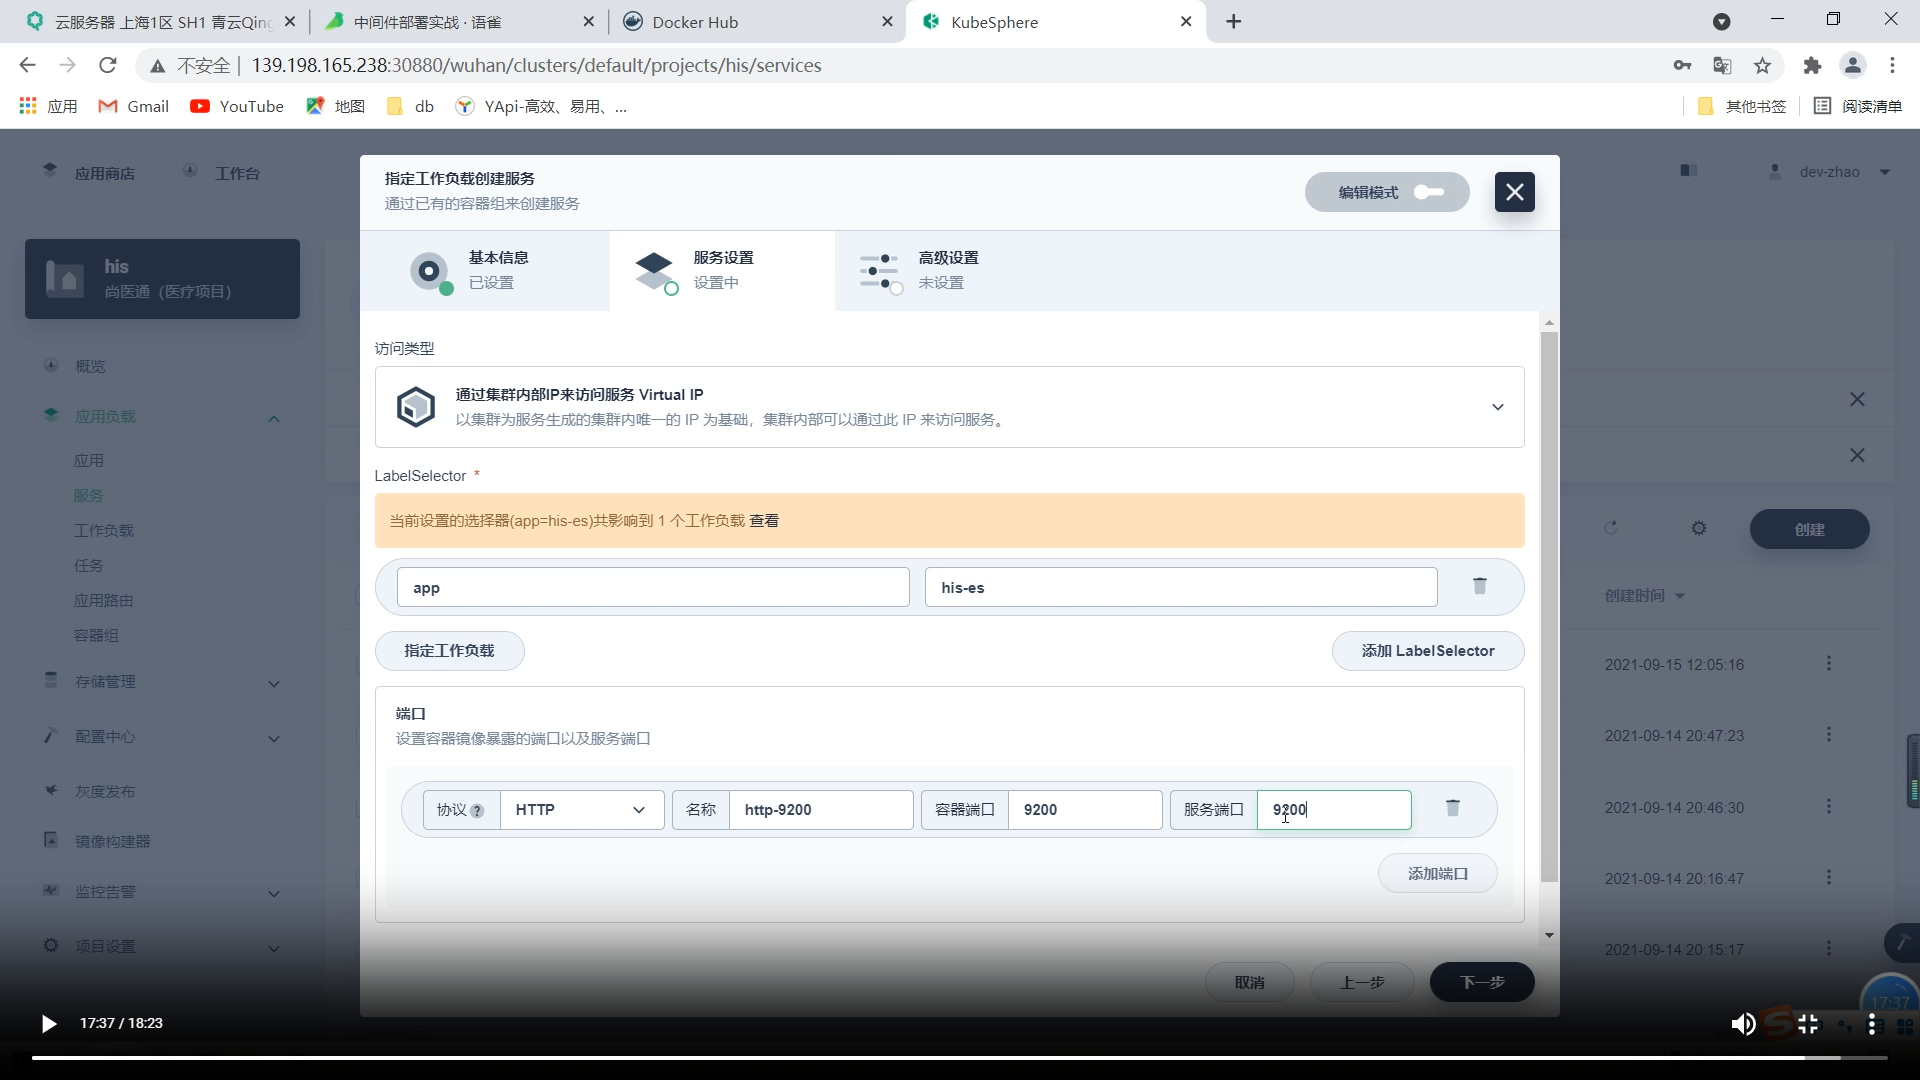 云服务器 上海1区 SH1 青云Qing
中间件部署实战 · 语雀
Docker Hub
KubeSphere
不安全
139.198.165.238:30880/wuhan/clusters/default/projects/his/services
应用
Gmail
YouTube
地图
db
YApi-高效、易用、...
其他书签
阅读清单
应用商店
工作台
dev-zhao
his
尚医通（医疗项目）
概览
应用负载
应用
服务
工作负载
任务
应用路由
容器组
存储管理
配置中心
灰度发布
镜像构建器
监控告警
项目设置
指定工作负载创建服务
通过已有的容器组来创建服务
编辑模式
基本信息
已设置
服务设置
设置中
高级设置
未设置
访问类型
通过集群内部IP来访问服务 Virtual IP
以集群为服务生成的集群内唯一的 IP 为基础，集群内部可以通过此 IP 来访问服务。
LabelSelector *
当前设置的选择器(app=his-es)共影响到 1 个工作负载 查看
app
his-es
指定工作负载
添加 LabelSelector
端口
设置容器镜像暴露的端口以及服务端口
协议 ?
HTTP
名称
http-9200
容器端口
9200
服务端口
9200
添加端口
取消
上一步
下一步
创建
创建时间
2021-09-15 12:05:16
2021-09-14 20:47:23
2021-09-14 20:46:30
2021-09-14 20:16:47
2021-09-14 20:15:17
17:37
17:37 / 18:23